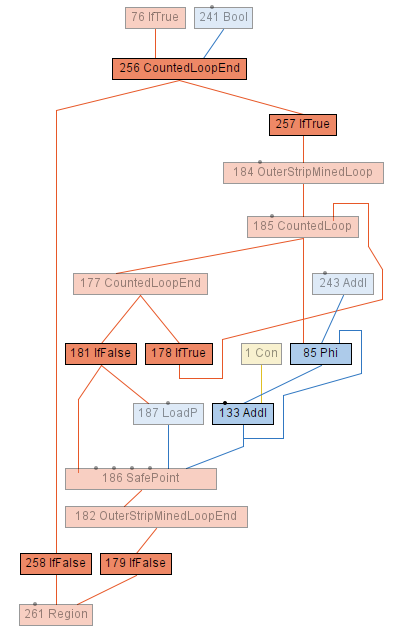 76 IfTrue
241 Bool
256 CountedLoopEnd
257 IfTrue
184 OuterStripMinedLoop
185 CountedLoop
177 CountedLoopEnd
243 AddI
181 IfFalse
178 IfTrue
1 Con
85 Phi
187 LoadP
133 AddI
186 SafePoint
182 OuterStripMinedLoopEnd
258 IfFalse
179 IfFalse
261 Region